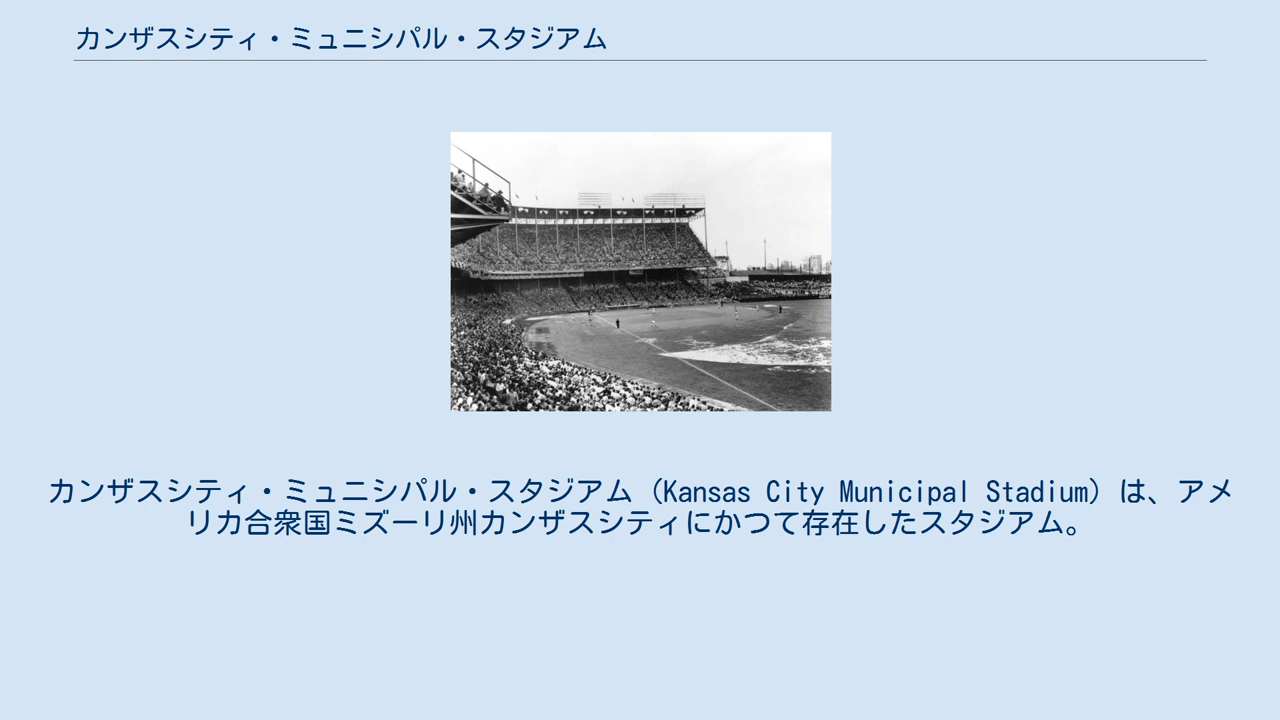 カンザスシティ・ミュニシパル・スタジアム
カンザスシティ・ミュニシパル・スタジアム（Kansas City Municipal Stadium）は、アメ
リカ合衆国ミズーリ州カンザスシティにかつて存在したスタジアム。